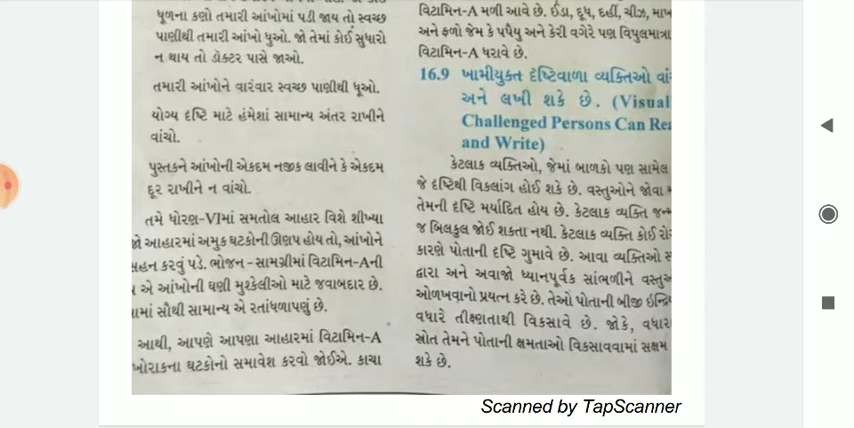 ધૂળના કણો તમારી આંખોમાં પડી જાય તો સ્વચ્છ
પાણીથી તમારી આંખો ધુઓ. જો તેમાં કોઈ સુધારો
ન થાય તો ડૉક્ટર પાસે જાઓ.
તમારી આંખોને વારંવાર સ્વચ્છ પાણીથી ધૂઓ.
યોગ્ય દૃષ્ટિ માટે હંમેશાં સામાન્ય અંતર રાખીને
વાંચો.
પુસ્તકને આંખોની એકદમ નજીક લાવીને કે એકદમ
દૂર રાખીને ન વાંચો.
તમે ધોરણ-VIમાં સમતોલ આહાર વિશે શીખ્યા
જો આહારમાં અમુક ઘટકોની ઊણપ હોય તો, આંખોને
સહન કરવું પડે. ભોજન-સામગ્રીમાં વિટામિન-Aની
એ આંખોની ઘણી મુશ્કેલીઓ માટે જવાબદાર છે.
સૌથી સામાન્ય એ રતાંધળાપણું છે.
આથી, આપણે આપણા આહારમાં વિટામિન-A
ખોરાકના ઘટકોનો સમાવેશ કરવો જોઈએ. કાચા
વિટામિન-A મળી આવે છે. ઈંડા, દૂધ, દહીં, ચીઝ, માખ
અને ફળો જેમ કે પપૈયુ અને કેરી વગેરે પણ વિપુલમાત્રા
વિટામિન-A ધરાવે છે.
16.9 ખામીયુક્ત દૃષ્ટિવાળા વ્યક્તિઓ વાં
અને લખી શકે છે. (Visual
Challenged Persons Can Rea
and Write)
કેટલાક વ્યક્તિઓ, જેમાં બાળકો પણ સામેલ
જે દૃષ્ટિથી વિકલાંગ હોઈ શકે છે. વસ્તુઓને જોવા
તેમની દૃષ્ટિ મર્યાદિત હોય છે. કેટલાક વ્યક્તિ જન્મ
જ બિલકુલ જોઈ શકતા નથી. કેટલાક વ્યક્તિ કોઈ રો
કારણે પોતાની દૃષ્ટિ ગુમાવે છે. આવા વ્યક્તિઓ સ
દ્વારા અને અવાજો ધ્યાનપૂર્વક સાંભળીને વસ્તુઅ
ઓળખવાનો પ્રયત્ન કરે છે. તેઓ પોતાની બીજી ઇન્દ્રિ
વધારે તીક્ષ્ણતાથી વિકસાવે છે. જોકે, વધાર
સ્રોત તેમને પોતાની ક્ષમતાઓ વિકસાવવામાં સક્ષમ
શકે છે.
Scanned by TapScanner